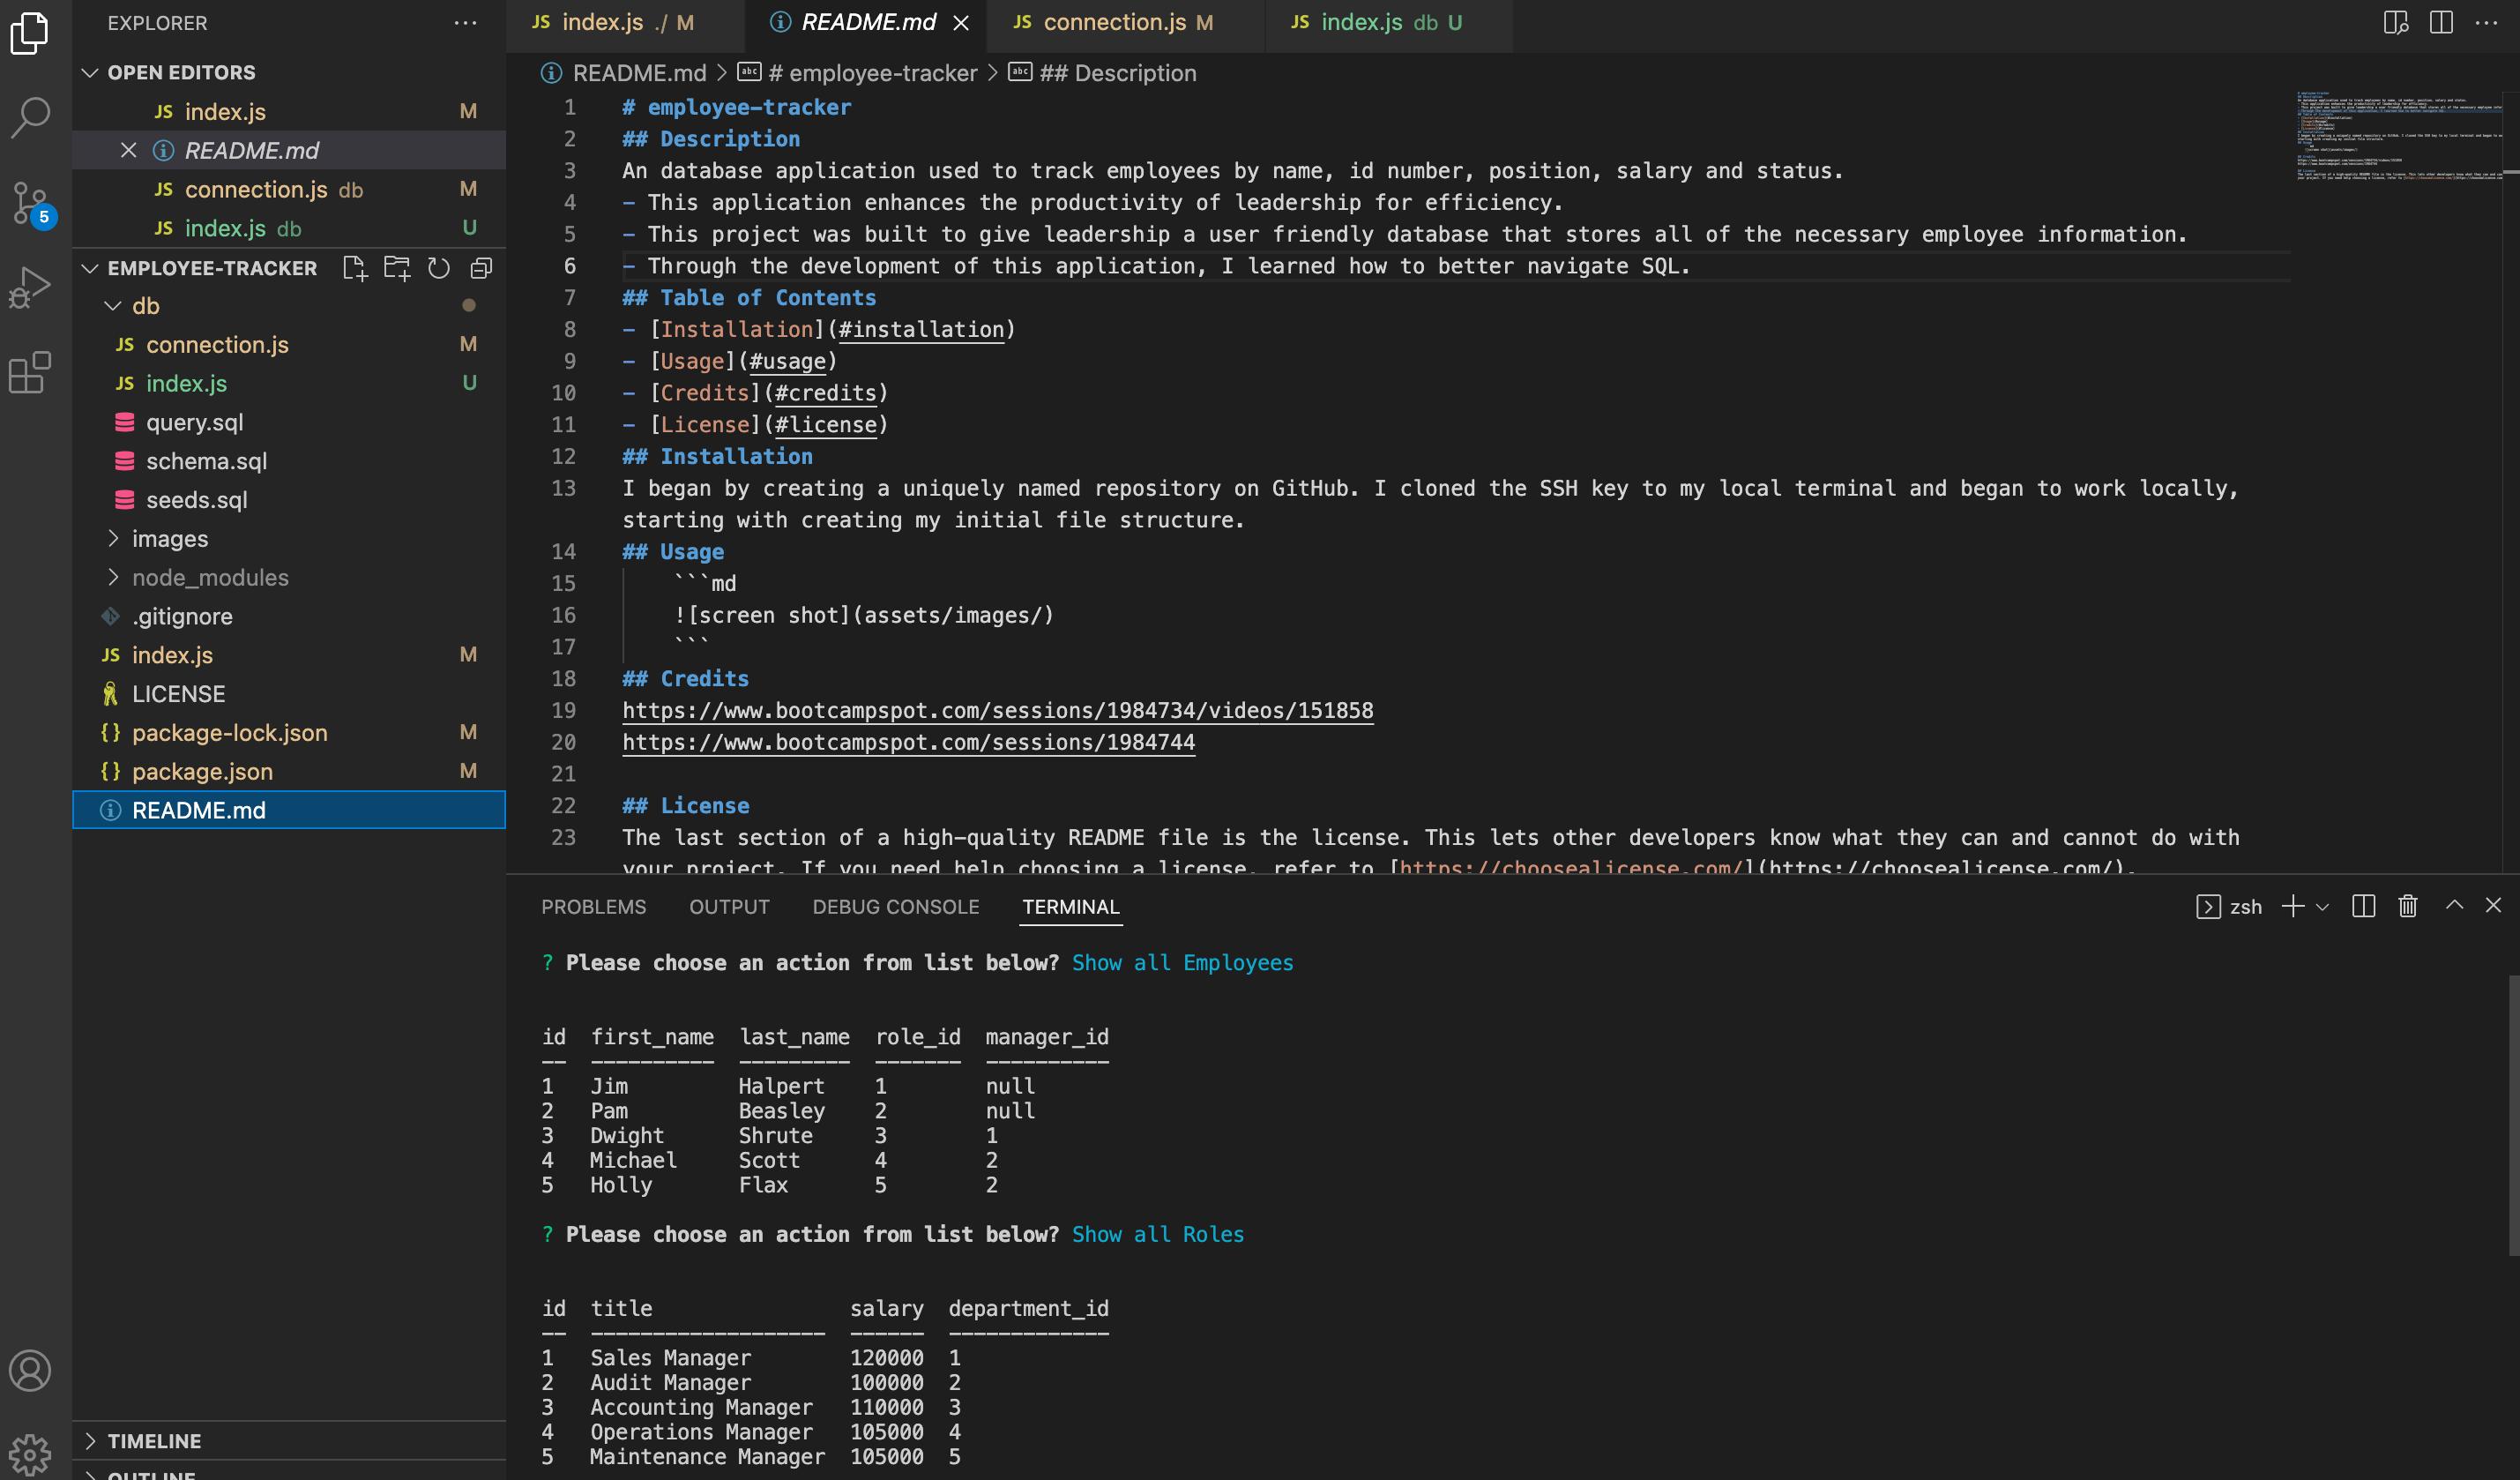 EXPLORER
OPEN EDITORS
JS index.js M
README.md
JS connection.js db M
JS index.js db U
EMPLOYEE-TRACKER
db
JS connection.js M
JS index.js U
query.sql
schema.sql
seeds.sql
images
node_modules
.gitignore
JS index.js M
LICENSE
{} package-lock.json M
{} package.json M
README.md
TIMELINE
OUTLINE
5
JS index.js ./ M
README.md
JS connection.js M
JS index.js db U
README.md > # employee-tracker > ## Description
1 # employee-tracker
2 ## Description
3 An database application used to track employees by name, id number, position, salary and status.
4 - This application enhances the productivity of leadership for efficiency.
5 - This project was built to give leadership a user friendly database that stores all of the necessary employee information.
6 - Through the development of this application, I learned how to better navigate SQL.
7 ## Table of Contents
8 - [Installation](#installation)
9 - [Usage](#usage)
10 - [Credits](#credits)
11 - [License](#license)
12 ## Installation
13 I began by creating a uniquely named repository on GitHub. I cloned the SSH key to my local terminal and began to work locally,
starting with creating my initial file structure.
14 ## Usage
15 ```md
16 ![screen shot](assets/images/)
17 ```
18 ## Credits
19 https://www.bootcampspot.com/sessions/1984734/videos/151858
20 https://www.bootcampspot.com/sessions/1984744
21
22 ## License
23 The last section of a high-quality README file is the license. This lets other developers know what they can and cannot do with
your project. If you need help choosing a license, refer to [https://choosealicense.com/](https://choosealicense.com/).
PROBLEMS OUTPUT DEBUG CONSOLE TERMINAL
zsh
? Please choose an action from list below? Show all Employees
id first_name last_name role_id manager_id
-- ---------- --------- ------- ----------
1 Jim Halpert 1 null
2 Pam Beasley 2 null
3 Dwight Shrute 3 1
4 Michael Scott 4 2
5 Holly Flax 5 2
? Please choose an action from list below? Show all Roles
id title salary department_id
-- ------------------- ------ -------------
1 Sales Manager 120000 1
2 Audit Manager 100000 2
3 Accounting Manager 110000 3
4 Operations Manager 105000 4
5 Maintenance Manager 105000 5